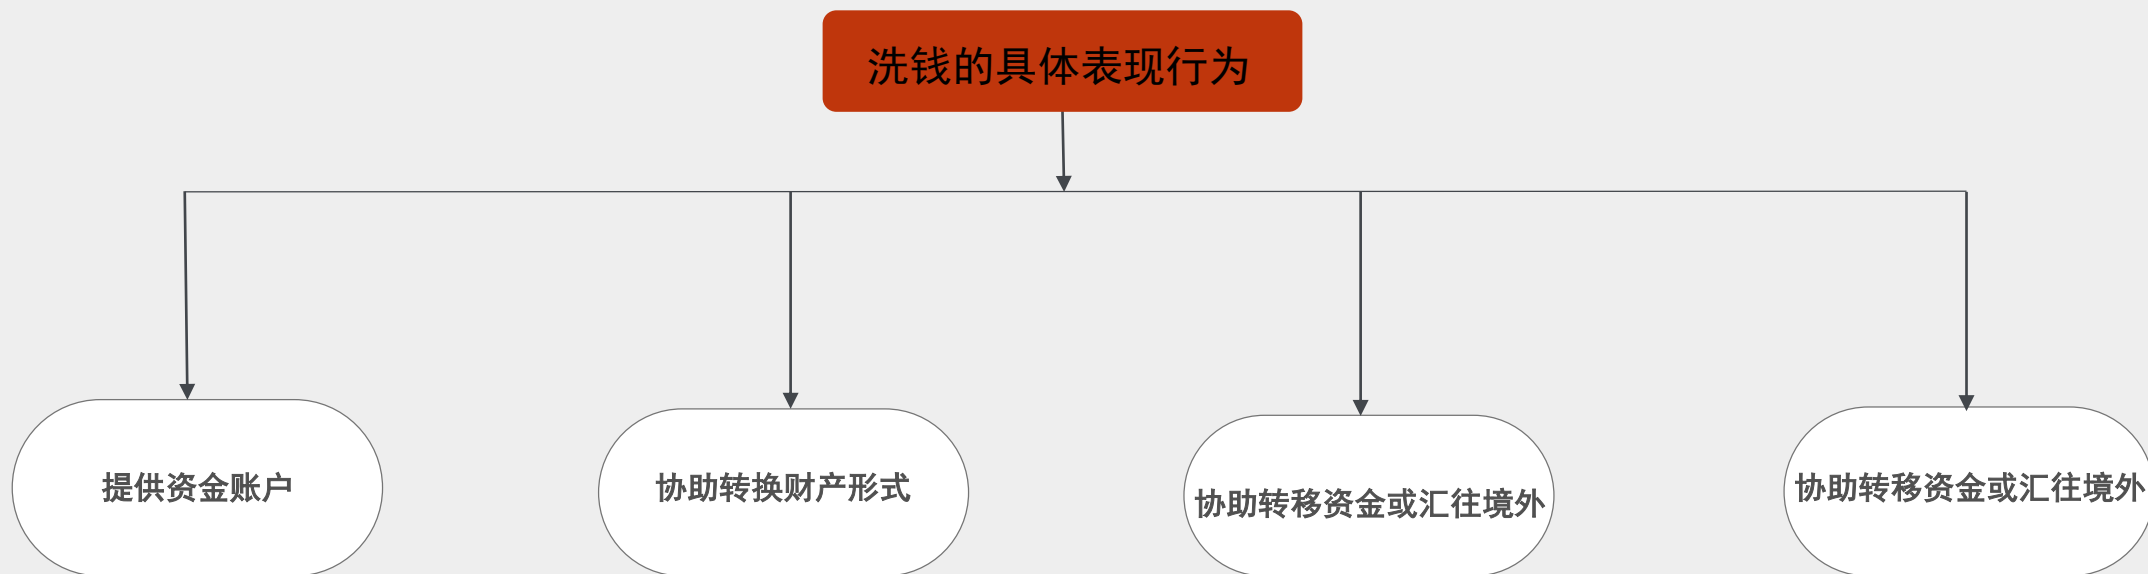 洗钱的具体表现行为
提供资金账户
协助转换财产形式
协助转移资金或汇往境外
协助转移资金或汇往境外